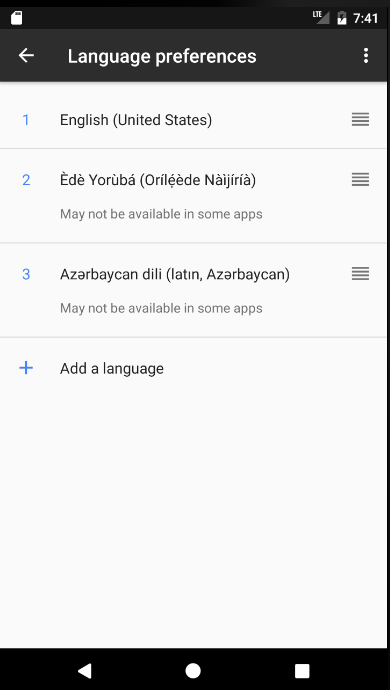 LTE 7:41
Language preferences
1 English (United States)
2 Èdè Yorùbá (Orílẹ́ède Nàìjíríà)
May not be available in some apps
3 Azərbaycan dili (latın, Azərbaycan)
May not be available in some apps
+ Add a language